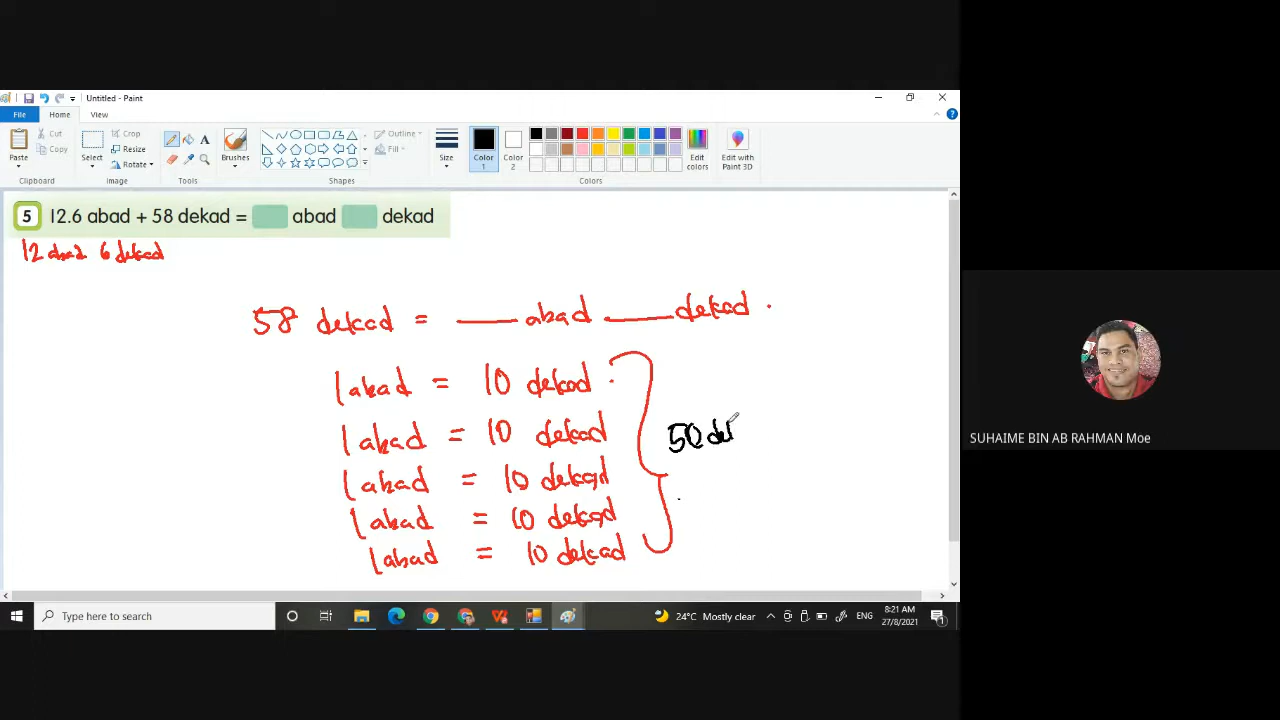 Untitled - Paint
File Home View
Paste
Cut
Copy
Clipboard
Select
Crop
Resize
Rotate
Image
Tools
Brushes
Shapes
Outline
Fill
Size
Color 1
Color 2
Colors
Edit colors
Edit with Paint 3D
5 12.6 abad + 58 dekad = abad dekad
12 abad 6 dekad
58 dekad = ___ abad ___ dekad.
1 abad = 10 dekad.
1 abad = 10 dekad
1 abad = 10 dekad
1 abad = 10 dekad
1 abad = 10 dekad
50 de
SUHAIME BIN AB RAHMAN Moe
Type here to search
24°C Mostly clear
ENG
8:21 AM
27/8/2021
1